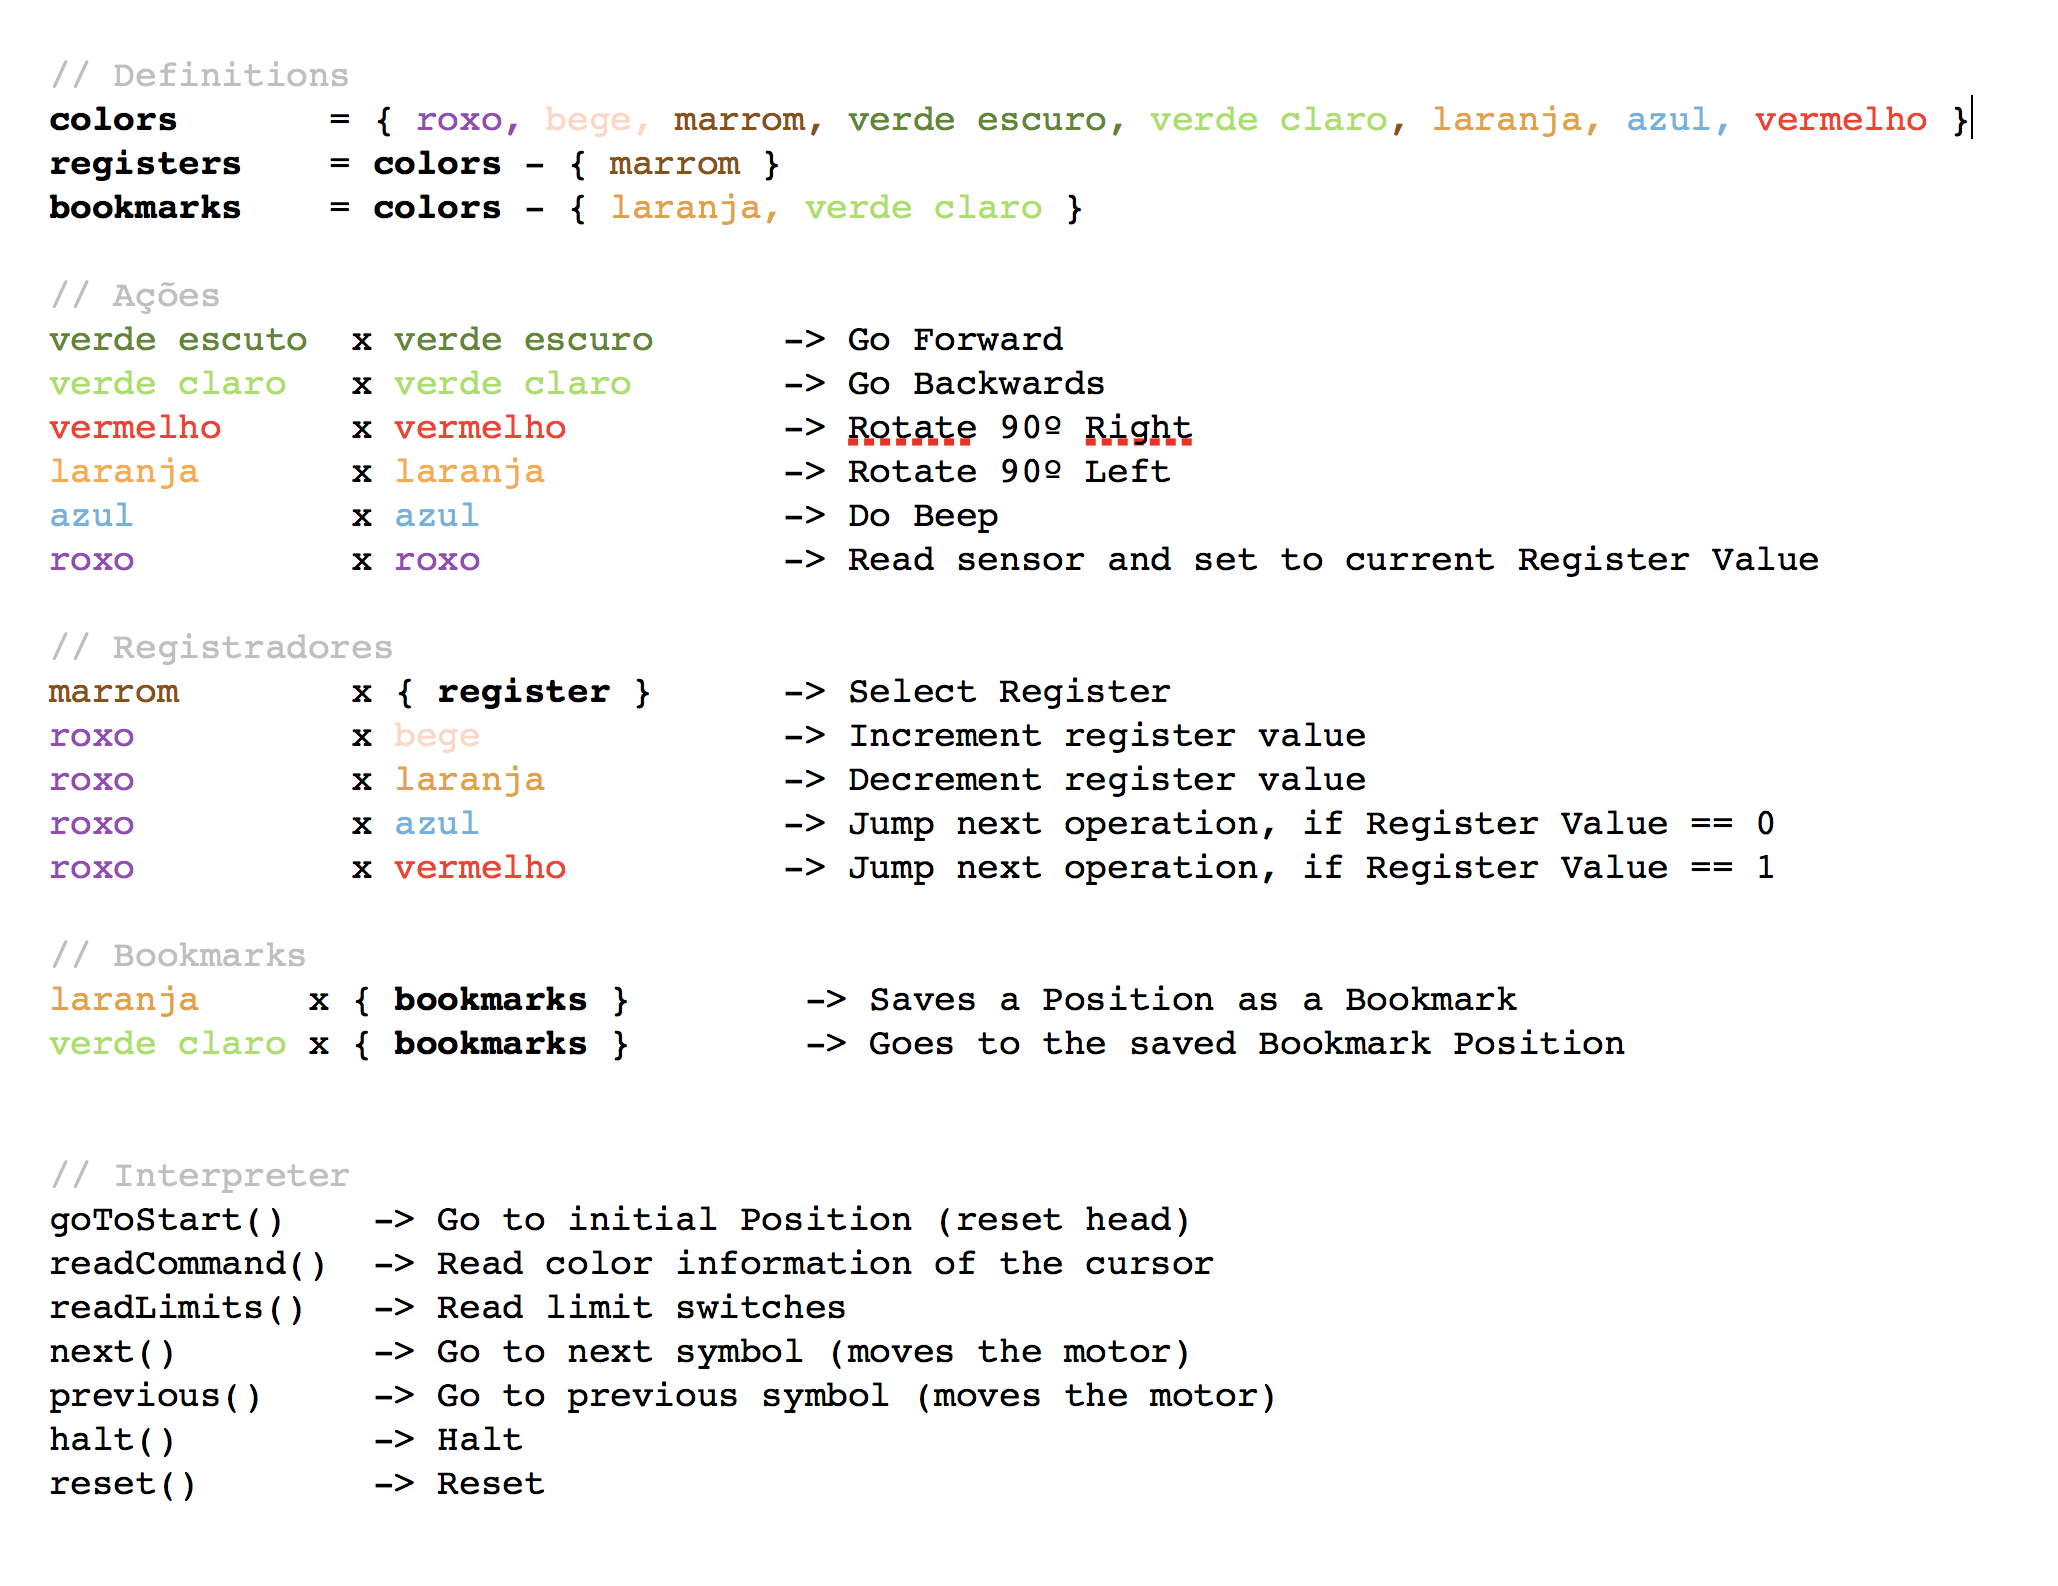 // Definitions
colors = { roxo, bege, marrom, verde escuro, verde claro, laranja, azul, vermelho }
registers = colors - { marrom }
bookmarks = colors - { laranja, verde claro }
// Ações
verde escuto x verde escuro -> Go Forward
verde claro x verde claro -> Go Backwards
vermelho x vermelho -> Rotate 90º Right
laranja x laranja -> Rotate 90º Left
azul x azul -> Do Beep
roxo x roxo -> Read sensor and set to current Register Value
// Registradores
marrom x { register } -> Select Register
roxo x bege -> Increment register value
roxo x laranja -> Decrement register value
roxo x azul -> Jump next operation, if Register Value == 0
roxo x vermelho -> Jump next operation, if Register Value == 1
// Bookmarks
laranja x { bookmarks } -> Saves a Position as a Bookmark
verde claro x { bookmarks } -> Goes to the saved Bookmark Position
// Interpreter
goToStart() -> Go to initial Position (reset head)
readCommand() -> Read color information of the cursor
readLimits() -> Read limit switches
next() -> Go to next symbol (moves the motor)
previous() -> Go to previous symbol (moves the motor)
halt() -> Halt
reset() -> Reset